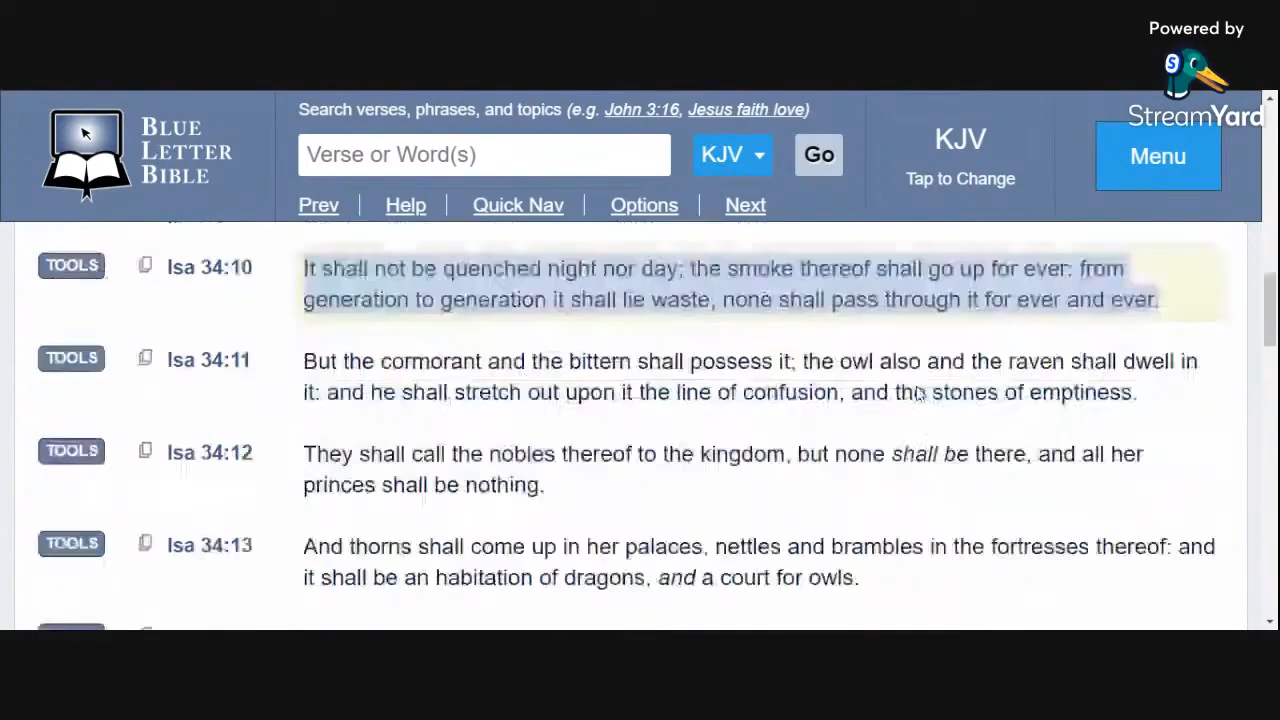 Powered by
StreamYard
BLUE
LETTER
BIBLE
Search verses, phrases, and topics (e.g. John 3:16, Jesus faith love)
Verse or Word(s)
KJV
Go
KJV
Tap to Change
Menu
Prev
Help
Quick Nav
Options
Next
TOOLS
Isa 34:10
It shall not be quenched night nor day; the smoke thereof shall go up for ever: from
generation to generation it shall lie waste, none shall pass through it for ever and ever.
TOOLS
Isa 34:11
But the cormorant and the bittern shall possess it; the owl also and the raven shall dwell in
it: and he shall stretch out upon it the line of confusion, and the stones of emptiness.
TOOLS
Isa 34:12
They shall call the nobles thereof to the kingdom, but none shall be there, and all her
princes shall be nothing.
TOOLS
Isa 34:13
And thorns shall come up in her palaces, nettles and brambles in the fortresses thereof: and
it shall be an habitation of dragons, and a court for owls.